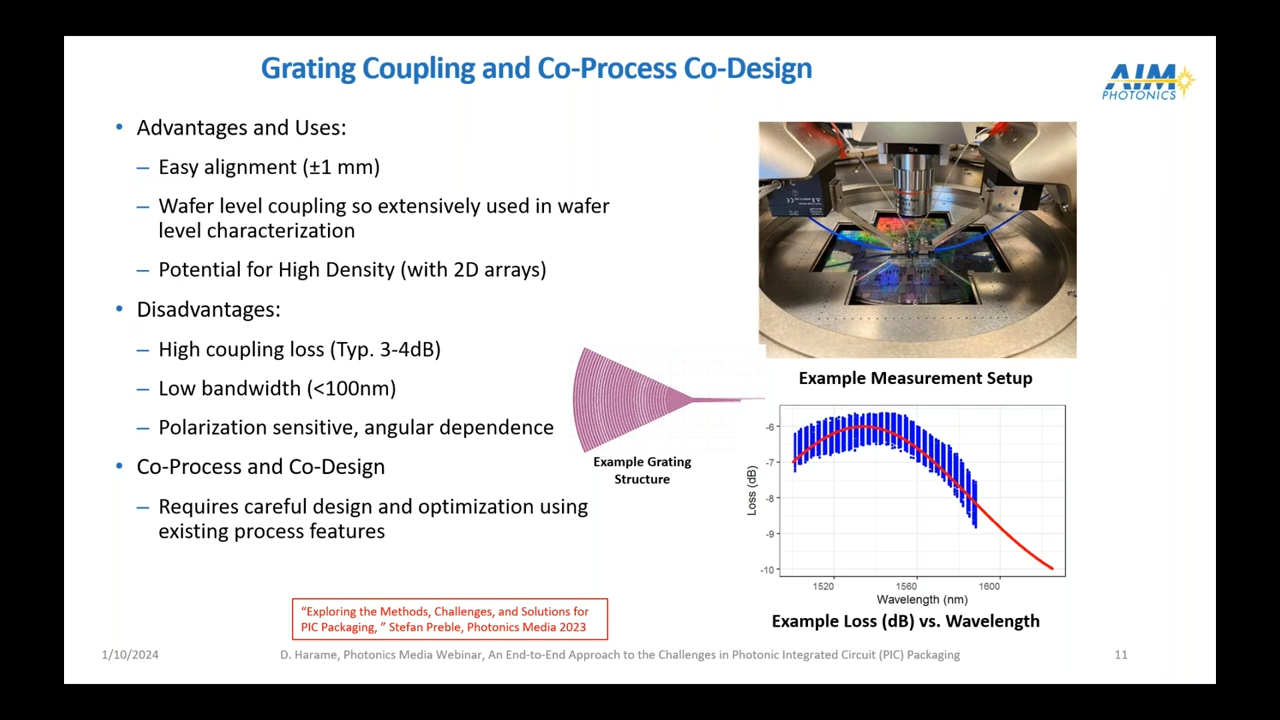 Grating Coupling and Co-Process Co-Design
AIM
PHOTONICS
• Advantages and Uses:
– Easy alignment (±1 mm)
– Wafer level coupling so extensively used in wafer
level characterization
– Potential for High Density (with 2D arrays)
• Disadvantages:
– High coupling loss (Typ. 3-4dB)
– Low bandwidth (<100nm)
– Polarization sensitive, angular dependence
• Co-Process and Co-Design
– Requires careful design and optimization using
existing process features
Example Grating
Structure
5x
Example Measurement Setup
Loss (dB)
-6
-7
-8
-9
-10
1520 1560 1600
Wavelength (nm)
Example Loss (dB) vs. Wavelength
“Exploring the Methods, Challenges, and Solutions for
PIC Packaging, ” Stefan Preble, Photonics Media 2023
1/10/2024
D. Harame, Photonics Media Webinar, An End-to-End Approach to the Challenges in Photonic Integrated Circuit (PIC) Packaging
11